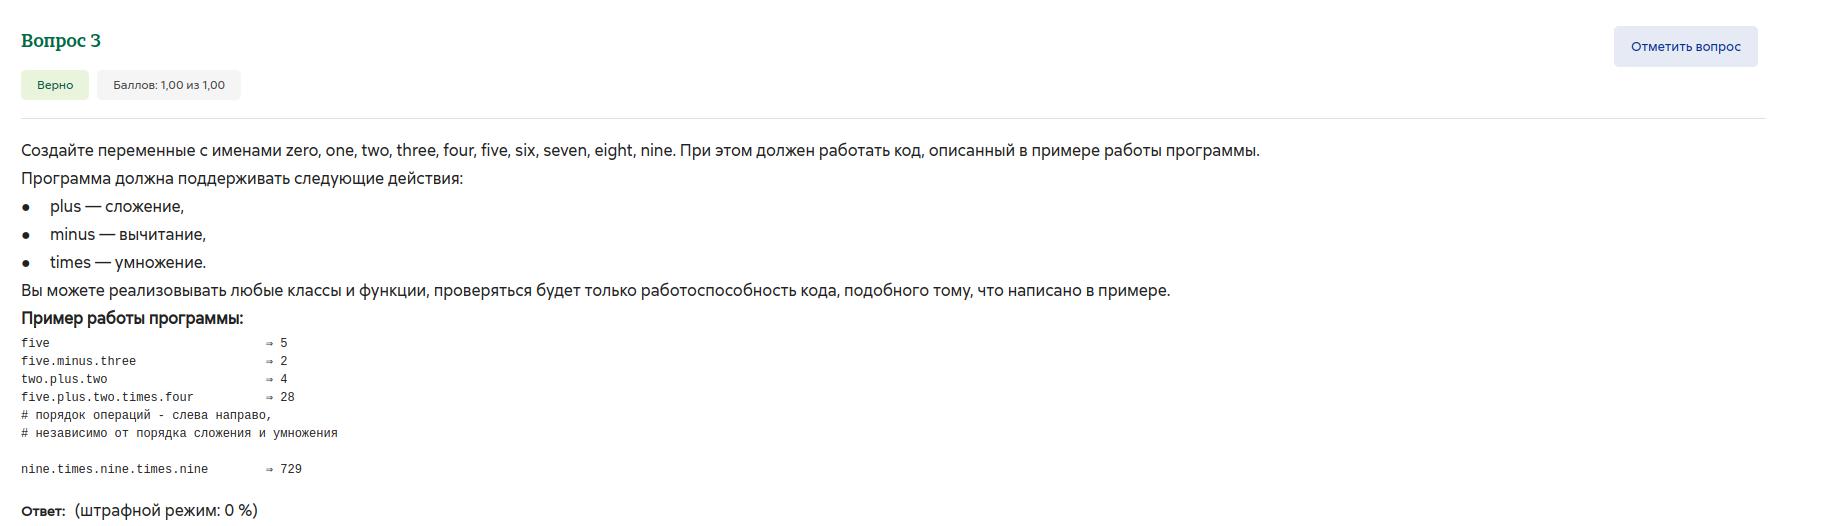 Вопрос 3
Отметить вопрос
Верно
Баллов: 1,00 из 1,00
Создайте переменные с именами zero, one, two, three, four, five, six, seven, eight, nine. При этом должен работать код, описанный в примере работы программы.
Программа должна поддерживать следующие действия:
● plus — сложение,
● minus — вычитание,
● times — умножение.
Вы можете реализовывать любые классы и функции, проверяться будет только работоспособность кода, подобного тому, что написано в примере.
Пример работы программы:
five ⇒ 5
five.minus.three ⇒ 2
two.plus.two ⇒ 4
five.plus.two.times.four ⇒ 28
# порядок операций - слева направо,
# независимо от порядка сложения и умножения
nine.times.nine.times.nine ⇒ 729
Ответ: (штрафной режим: 0 %)